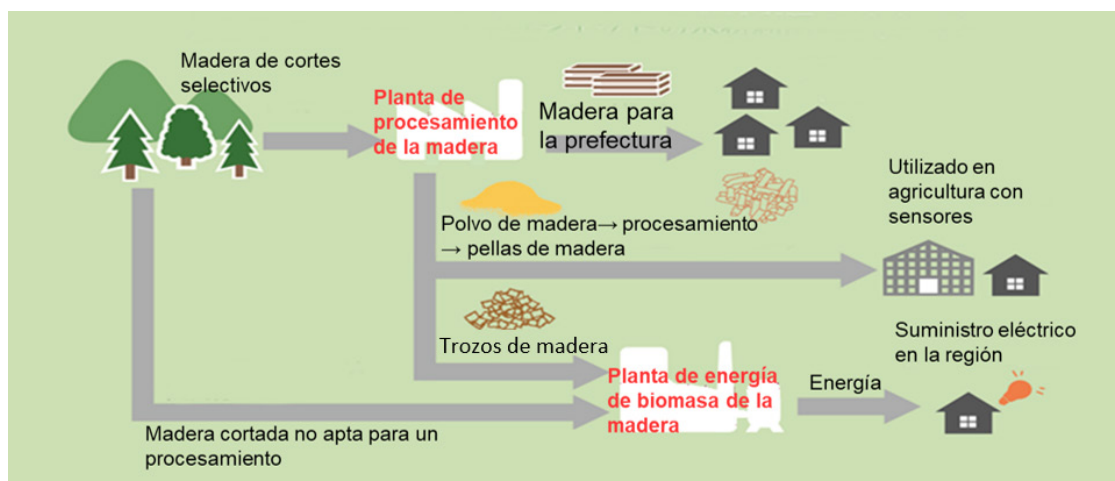 Madera de cortes
selectivos
Planta de
procesamiento
de la madera
Madera para
la prefectura
Utilizado en
agricultura con
sensores
Polvo de madera→ procesamiento
→ pellas de madera
Trozos de madera
Suministro eléctrico
en la región
Planta de energía
de biomasa de la
madera
Energía
Madera cortada no apta para un
procesamiento